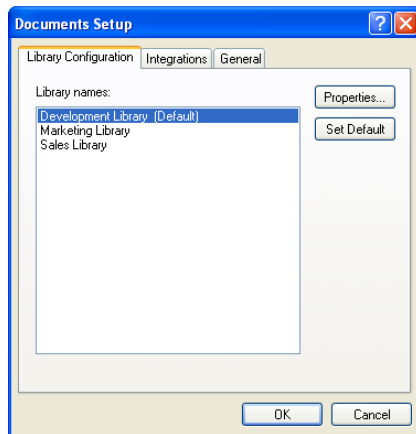 Documents Setup
?
Library Configuration Integrations General
Library names:
Properties...
Development Library (Default)
Set Default
Marketing Library
Sales Library
OK Cancel